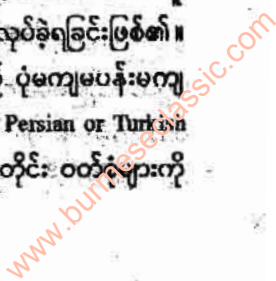 လုပ်ခဲ့ရခြင်းဖြစ်၏။
ပုံမကျမပန်းမကျ
Persian or Turkish
တိုင်း ဝတ်ရုံများကို
www.burmeseclassic.com